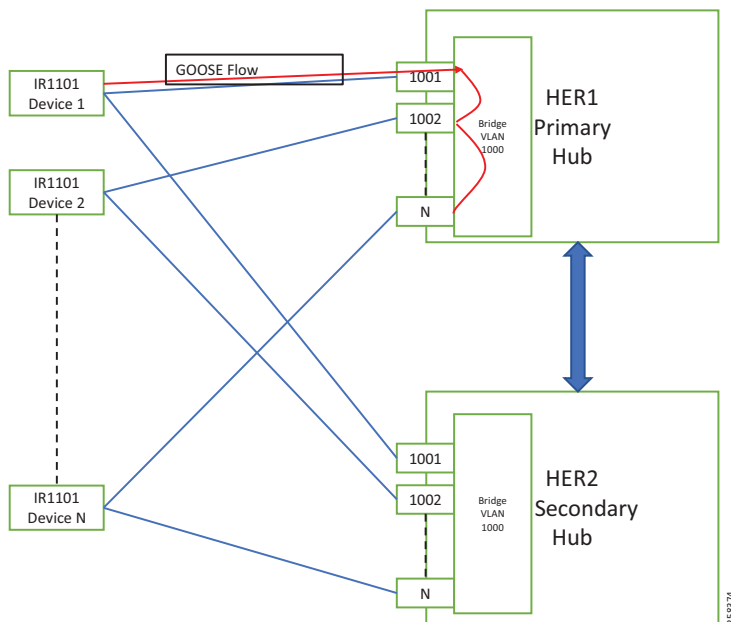 GOOSE Flow
IR1101
Device 1
IR1101
Device 2
IR1101
Device N
1001
1002
N
Bridge
VLAN
1000
HER1
Primary
Hub
1001
1002
N
Bridge
VLAN
1000
HER2
Secondary
Hub